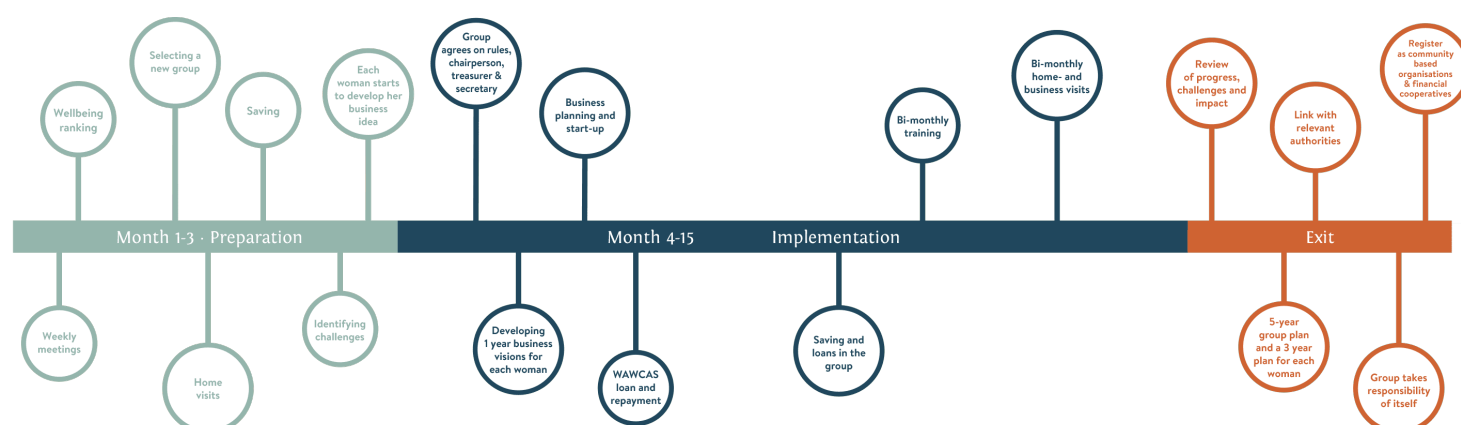 Wellbeing
ranking
Selecting a
new group
Saving
Each
woman starts
to develop her
business
idea
Group
agrees on rules,
chairperson,
treasurer &
secretary
Business
planning and
start-up
Bi-monthly
training
Bi-monthly
home- and
business visits
Review
of progress,
challenges and
impact
Link with
relevant
authorities
Register
as community
based
organisations
& financial
cooperatives
Month 1-3 · Preparation
Month 4-15
Implementation
Exit
Weekly
meetings
Home
visits
Identifying
challenges
Developing
1 year business
visions for
each woman
WAWCAS
loan and
repayment
Saving and
loans in the
group
5-year
group plan
and a 3 year
plan for each
woman
Group takes
responsibility
of itself